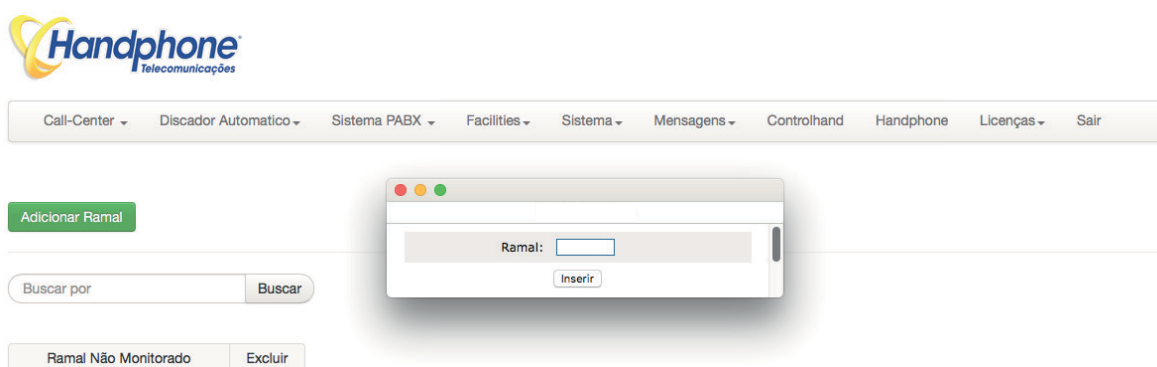 Handphone
Telecomunicações
Call-Center Discador Automatico Sistema PABX Facilities Sistema Mensagens Controlhand Handphone Licenças Sair
Adicionar Ramal
Ramal:
Inserir
Buscar por Buscar
Ramal Não Monitorado Excluir